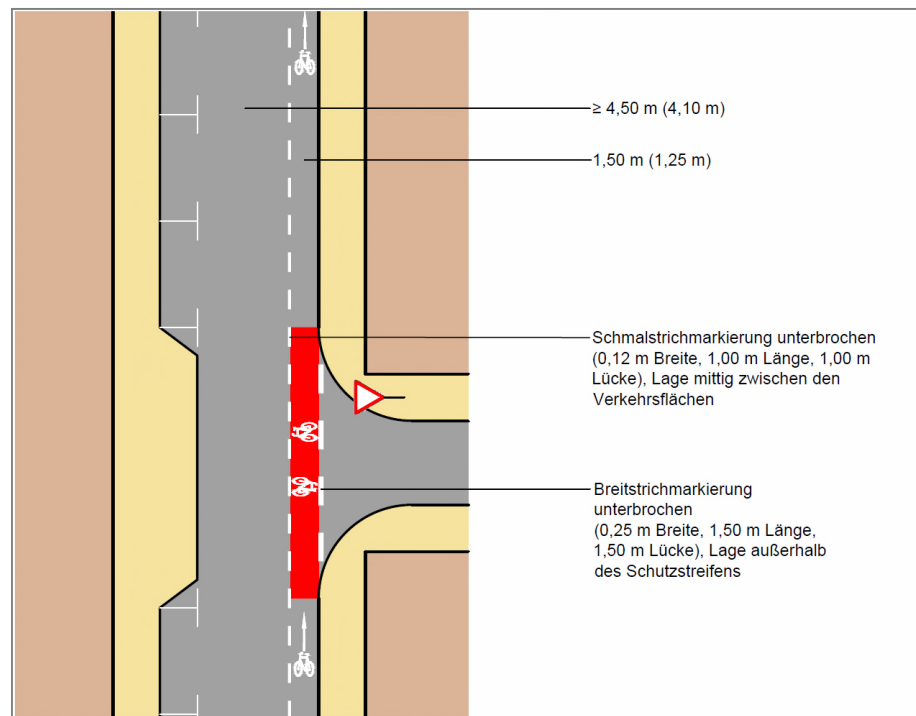 ≥ 4,50 m (4,10 m)
1,50 m (1,25 m)
Schmalstrichmarkierung unterbrochen
(0,12 m Breite, 1,00 m Länge, 1,00 m
Lücke), Lage mittig zwischen den
Verkehrsflächen
Breitstrichmarkierung
unterbrochen
(0,25 m Breite, 1,50 m Länge,
1,50 m Lücke), Lage außerhalb
des Schutzstreifens